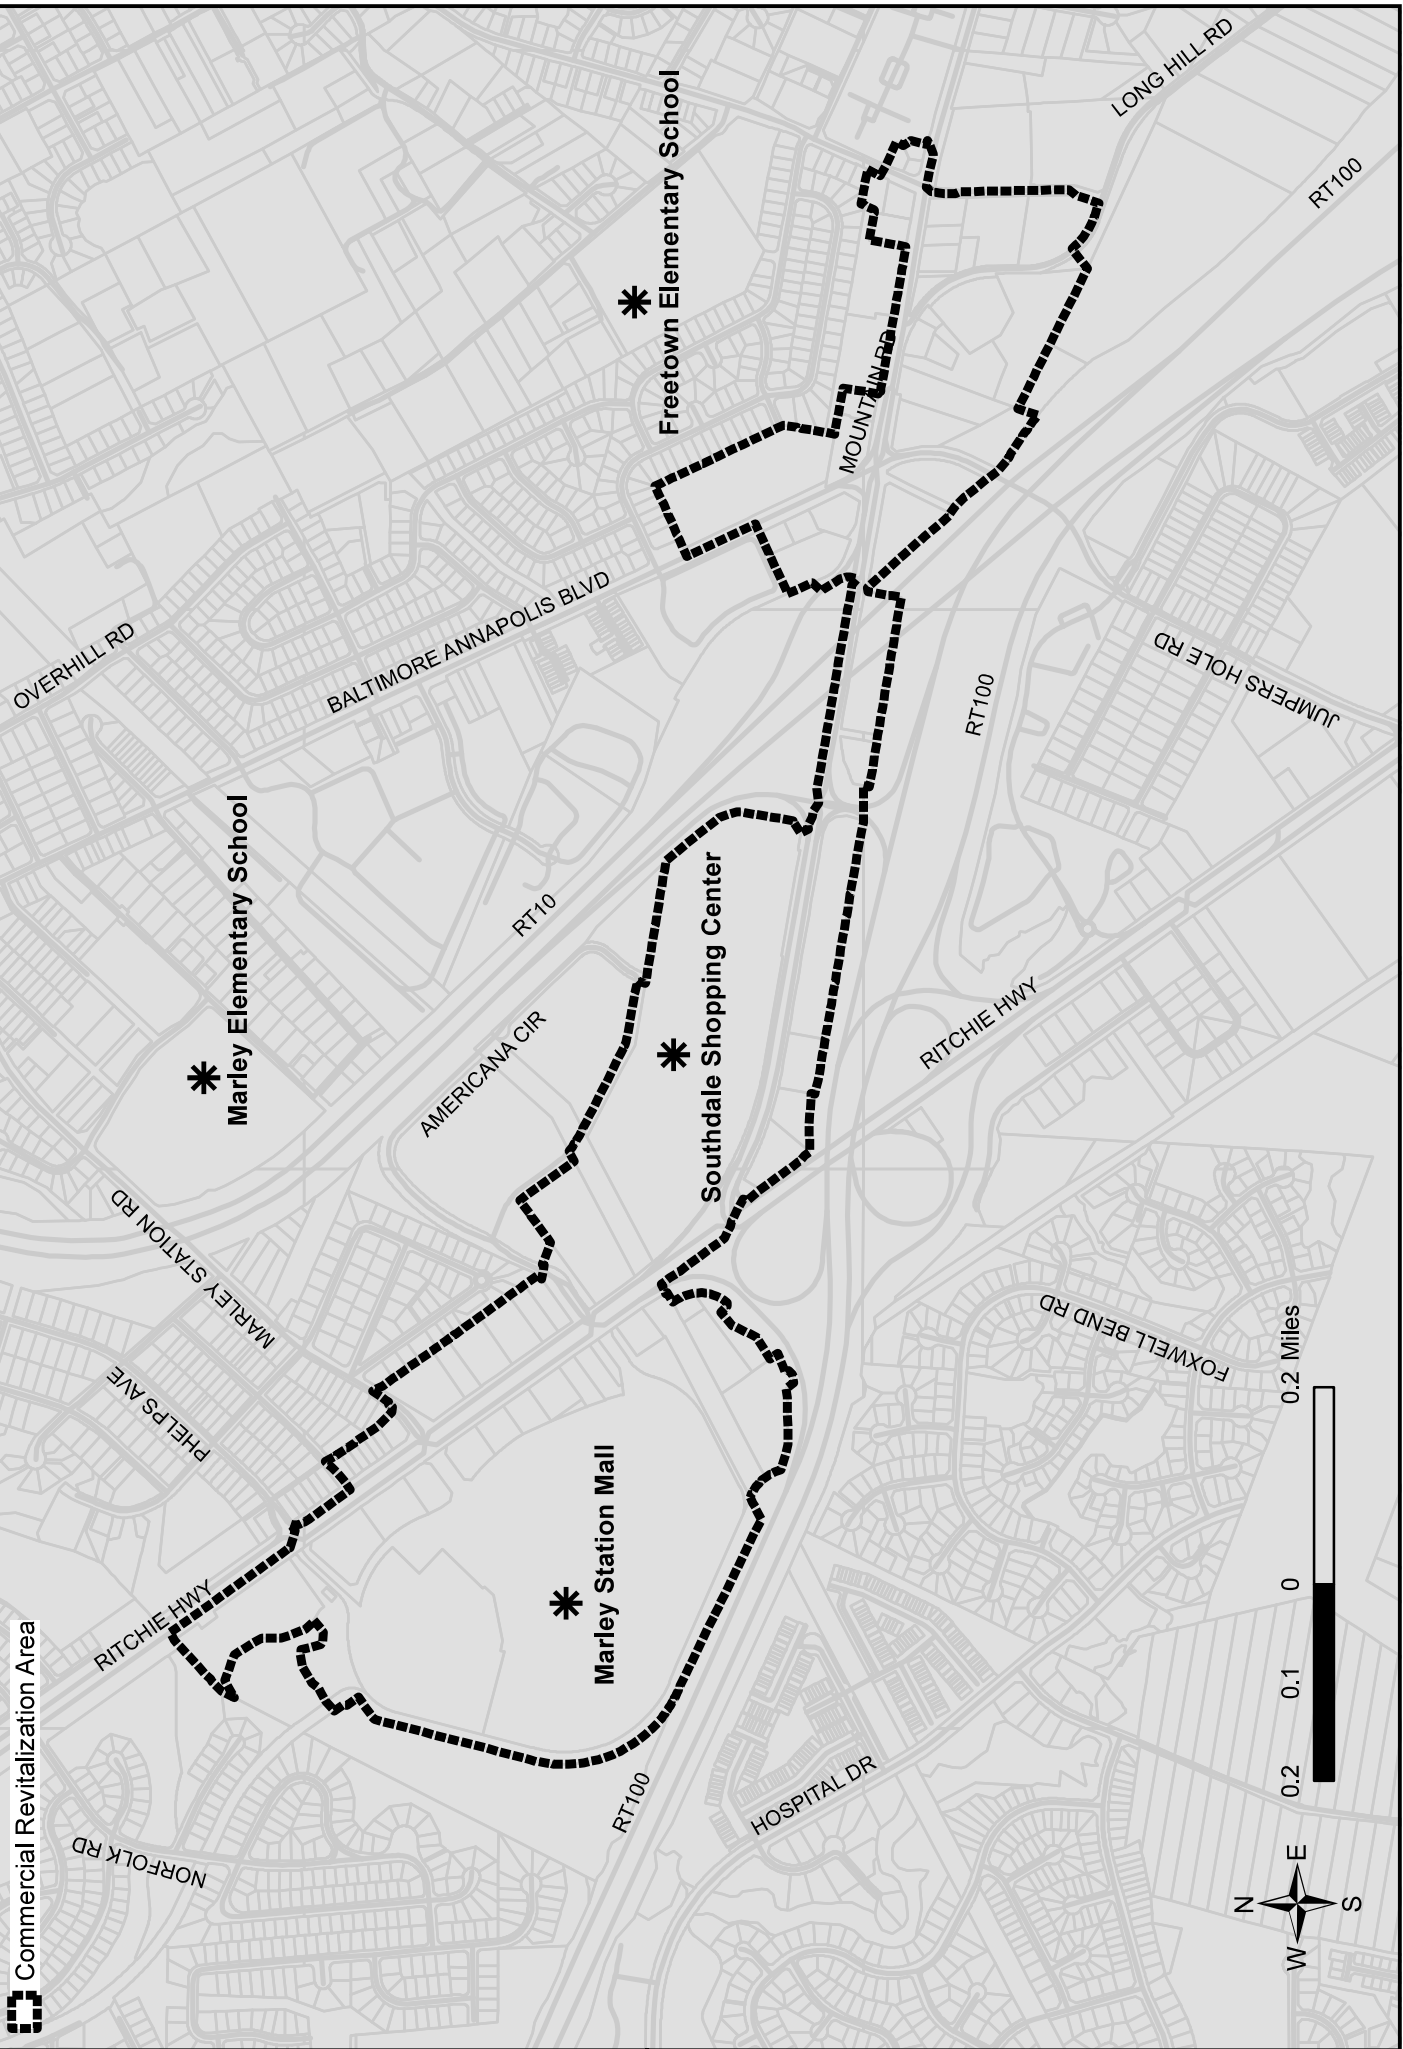 Commercial Revitalization Area
NORFOLK RD
RITCHIE HWY
PHELPS AVE
MARLEY STATION RD
Marley Elementary School
OVERHILL RD
BALTIMORE ANNAPOLIS BLVD
AMERICANA CIR
RT10
Freetown Elementary School
Marley Station Mall
Southdale Shopping Center
MOUNTAIN RD
RT100
HOSPITAL DR
RITCHIE HWY
RT100
LONG HILL RD
RT100
JUMPERS HOLE RD
FOXWELL BEND RD
N
W E
S
0.2 0.1 0 0.2 Miles